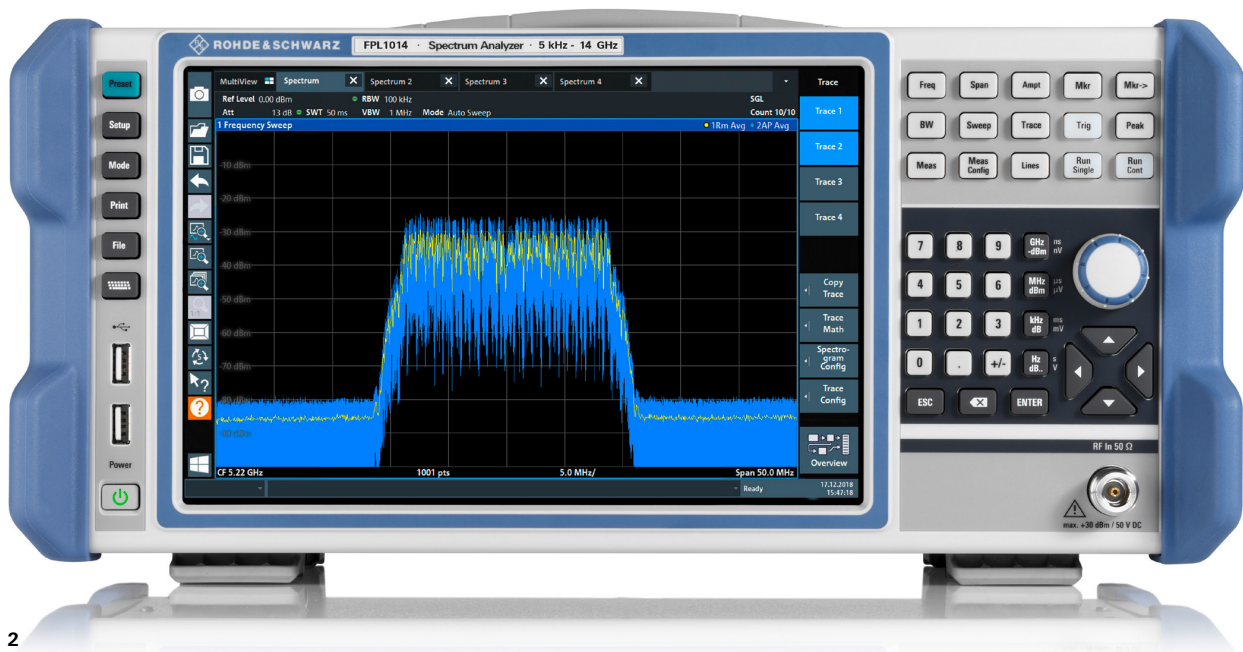 ROHDE&SCHWARZ FPL1014 · Spectrum Analyzer · 5 kHz - 14 GHz
Preset
Setup
Mode
Print
File
Power
MultiView Spectrum X Spectrum 2 X Spectrum 3 X Spectrum 4 X
Ref Level 0.00 dBm RBW 100 kHz SGL
Att 13 dB SWT 50 ms VBW 1 MHz Mode Auto Sweep Count 10/10
1 Frequency Sweep 1Rm Avg 2AP Avg
-10 dBm
-20 dBm
-30 dBm
-40 dBm
-50 dBm
-60 dBm
-70 dBm
-80 dBm
-90 dBm
CF 5.22 GHz 1001 pts 5.0 MHz/ Span 50.0 MHz
Ready 17.12.2018
15:47:18
1:1
?
?
Trace
Trace 1
Trace 2
Trace 3
Trace 4
Copy
Trace
Trace
Math
Spectro-
gram
Config
Trace
Config
Overview
Freq Span Ampt Mkr Mkr->
BW Sweep Trace Trig Peak
Meas Meas
Config Lines Run
Single Run
Cont
7 8 9 GHz
-dBm ns
nV
4 5 6 MHz
dBm µs
µV
1 2 3 kHz
dB ms
mV
0 . +/- Hz
dB.. s
V
ESC ENTER
RF In 50 Ω
max. +30 dBm / 50 V DC
2